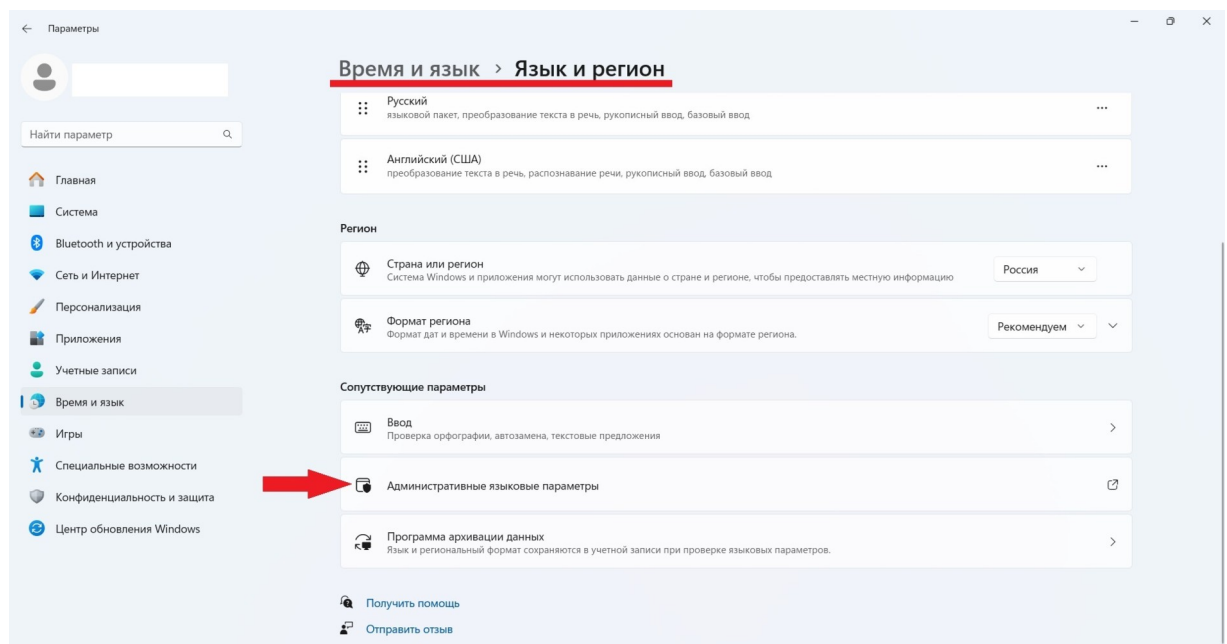 Параметры
Время и язык > Язык и регион
Найти параметр
Главная
Система
Bluetooth и устройства
Сеть и Интернет
Персонализация
Приложения
Учетные записи
Время и язык
Игры
Специальные возможности
Конфиденциальность и защита
Центр обновления Windows
Русский
языковой пакет, преобразование текста в речь, рукописный ввод, базовый ввод
Английский (США)
преобразование текста в речь, распознавание речи, рукописный ввод, базовый ввод
Регион
Страна или регион
Система Windows и приложения могут использовать данные о стране и регионе, чтобы предоставлять местную информацию
Россия
Формат региона
Формат дат и времени в Windows и некоторых приложениях основан на формате региона.
Рекомендуем
Сопутствующие параметры
Ввод
Проверка орфографии, автозамена, текстовые предложения
Административные языковые параметры
Программа архивации данных
Язык и региональный формат сохраняются в учетной записи при проверке языковых параметров.
Получить помощь
Отправить отзыв